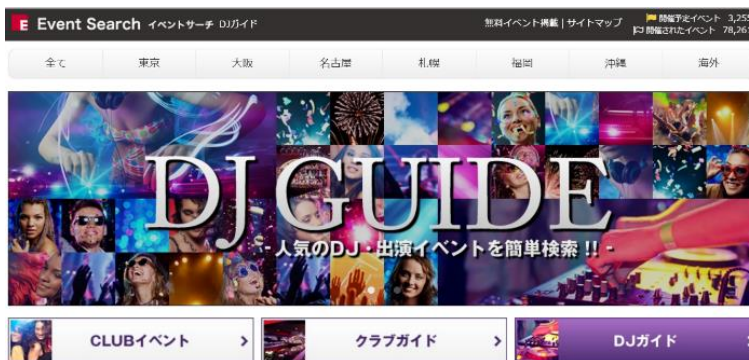 E Event Search イベントサーチ DJガイド
無料イベント掲載 | サイトマップ
開催予定イベント 3,255
開催されたイベント 78,261
全て 東京 大阪 名古屋 札幌 福岡 沖縄 海外
DJ GUIDE
- 人気のDJ・出演イベントを簡単検索 !! -
CLUBイベント > クラブガイド > DJガイド